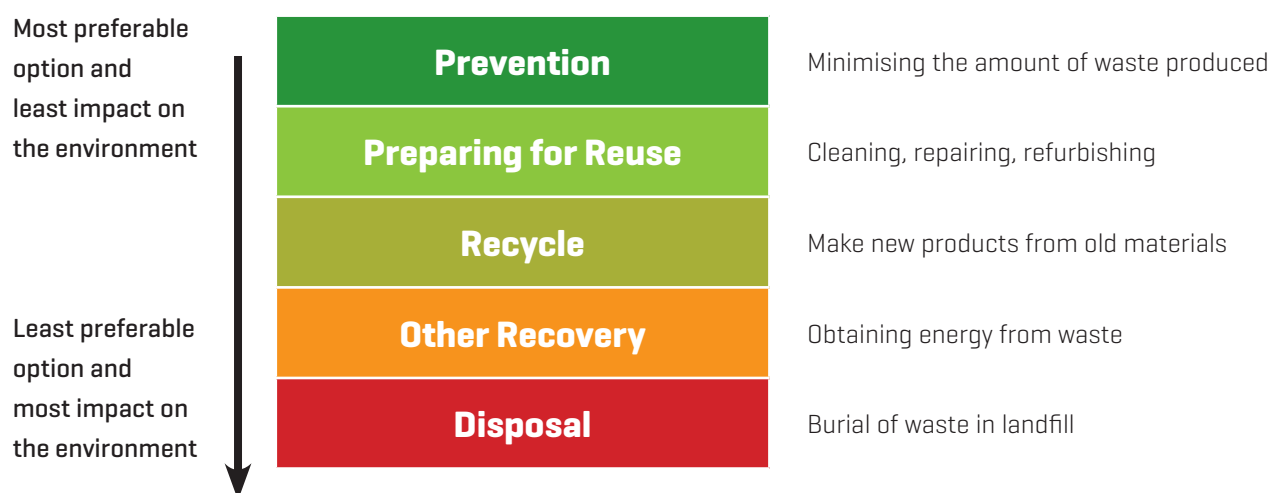 Most preferable
option and
least impact on
the environment
Prevention
Minimising the amount of waste produced
Preparing for Reuse
Cleaning, repairing, refurbishing
Recycle
Make new products from old materials
Least preferable
option and
most impact on
the environment
Other Recovery
Obtaining energy from waste
Disposal
Burial of waste in landfill